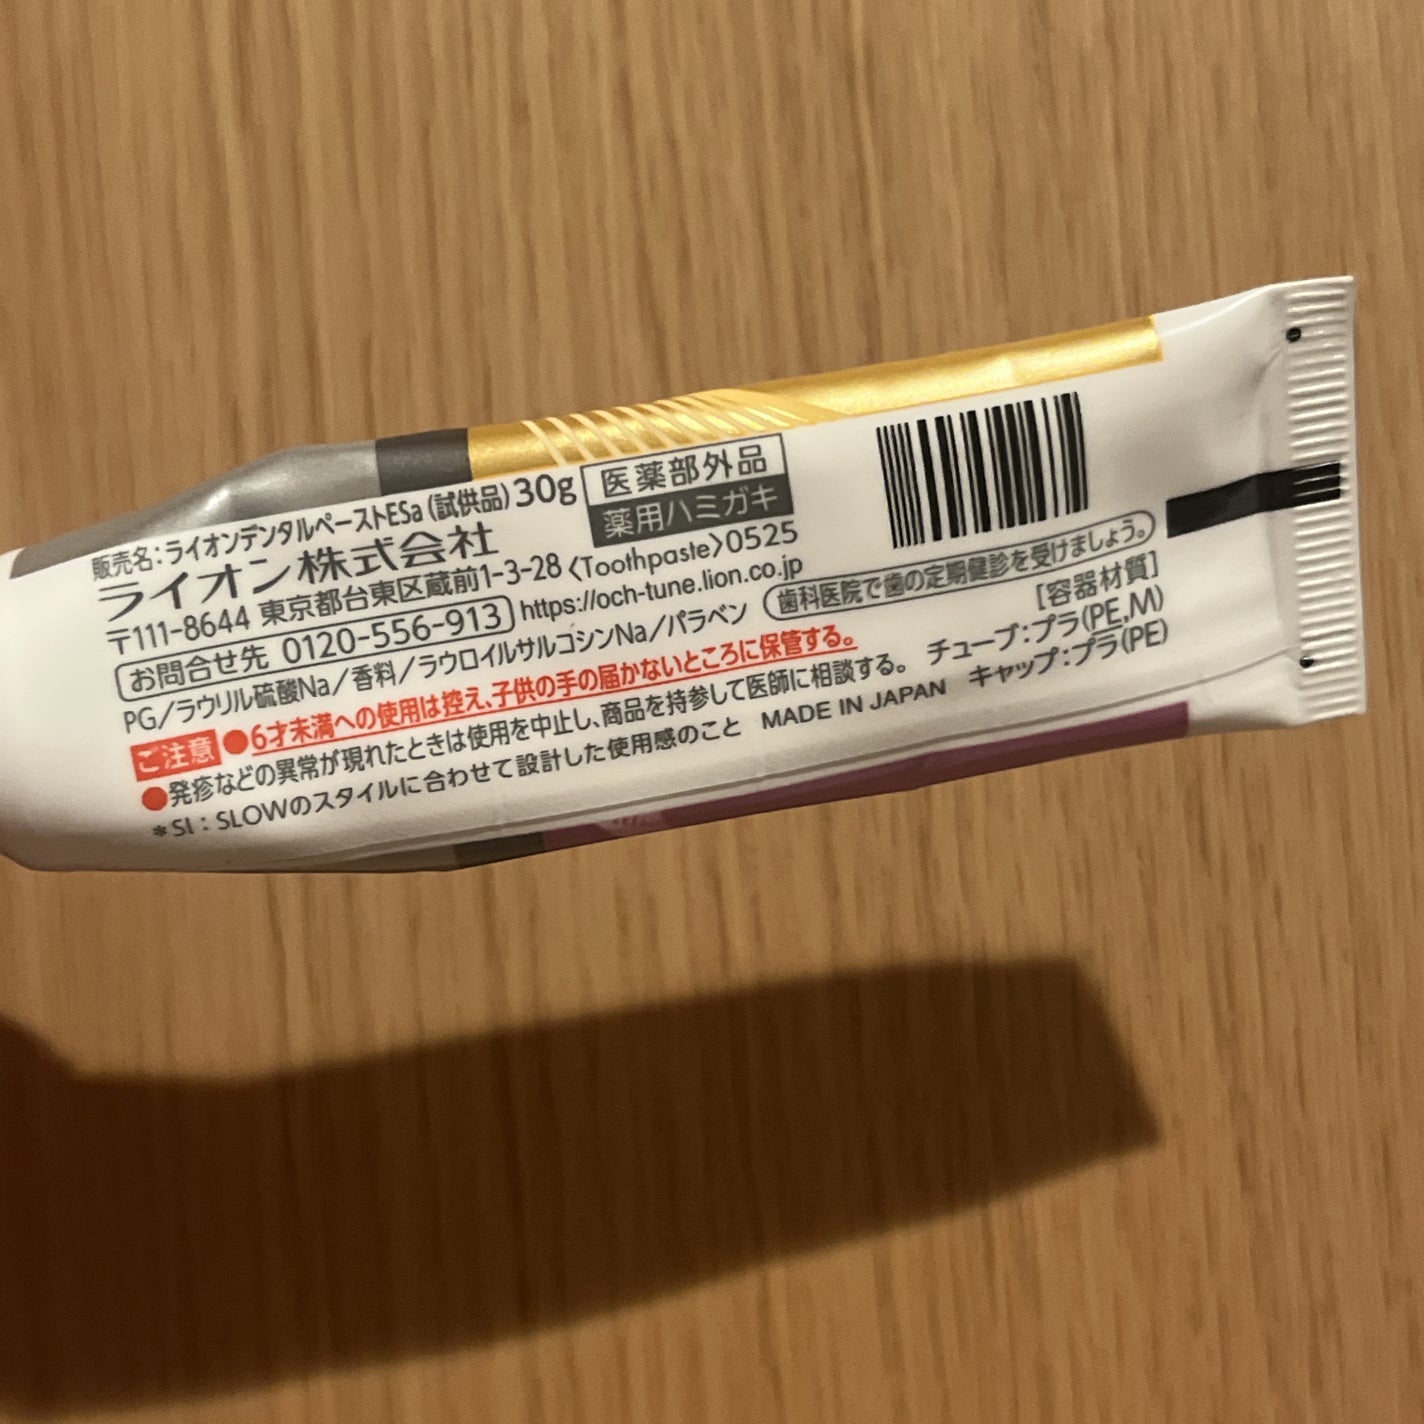 販売名：ライオンデンタルペーストESa（試供品）30g
医薬部外品
薬用ハミガキ
ライオン株式会社
〒111-8644 東京都台東区蔵前1-3-28〈Toothpaste〉0525
お問合せ先 0120-556-913 https://och-tune.lion.co.jp
歯科医院で歯の定期健診を受けましょう。
PG／ラウリル硫酸Na／香料／ラウロイルサルコシンNa／パラベン
ご注意 ●6才未満への使用は控え、子供の手の届かないところに保管する。
●発疹などの異常が現れたときは使用を中止し、商品を持参して医師に相談する。
＊SI：SLOWのスタイルに合わせて設計した使用感のこと MADE IN JAPAN
［容器材質］
チューブ：プラ(PE,M)
キャップ：プラ(PE)